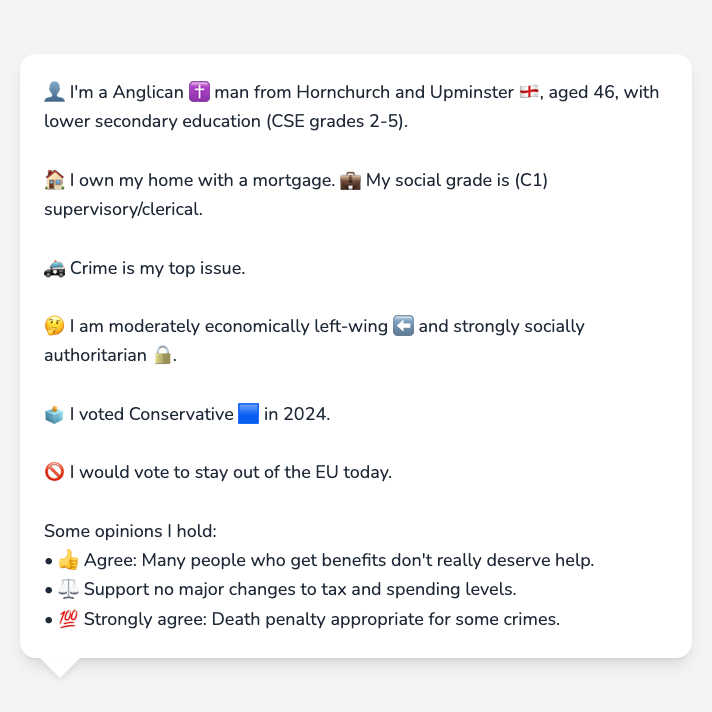 👤 I'm a Anglican ✝️ man from Hornchurch and Upminster 🏴󠁧󠁢󠁥󠁮󠁧󠁿, aged 46, with
lower secondary education (CSE grades 2-5).
🏠 I own my home with a mortgage. 💼 My social grade is (C1)
supervisory/clerical.
🚓 Crime is my top issue.
🤔 I am moderately economically left-wing ⬅️ and strongly socially
authoritarian 🔒.
🗳️ I voted Conservative 🟦 in 2024.
🚫 I would vote to stay out of the EU today.
Some opinions I hold:
• 👍 Agree: Many people who get benefits don't really deserve help.
• ⚖️ Support no major changes to tax and spending levels.
• 💯 Strongly agree: Death penalty appropriate for some crimes.